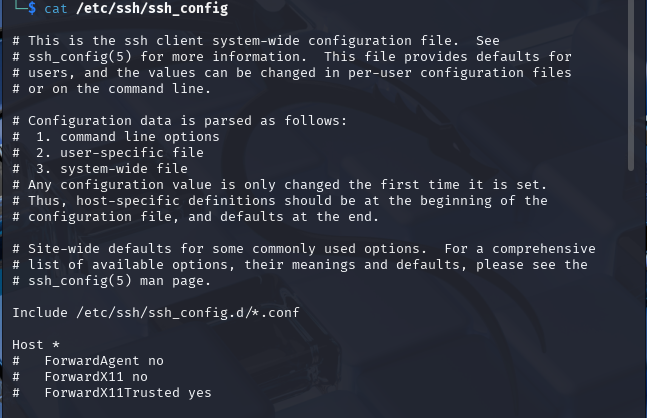 └─$ cat /etc/ssh/ssh_config
# This is the ssh client system-wide configuration file.  See
# ssh_config(5) for more information.  This file provides defaults for
# users, and the values can be changed in per-user configuration files
# or on the command line.
# Configuration data is parsed as follows:
#  1. command line options
#  2. user-specific file
#  3. system-wide file
# Any configuration value is only changed the first time it is set.
# Thus, host-specific definitions should be at the beginning of the
# configuration file, and defaults at the end.
# Site-wide defaults for some commonly used options.  For a comprehensive
# list of available options, their meanings and defaults, please see the
# ssh_config(5) man page.
Include /etc/ssh/ssh_config.d/*.conf
Host *
#   ForwardAgent no
#   ForwardX11 no
#   ForwardX11Trusted yes